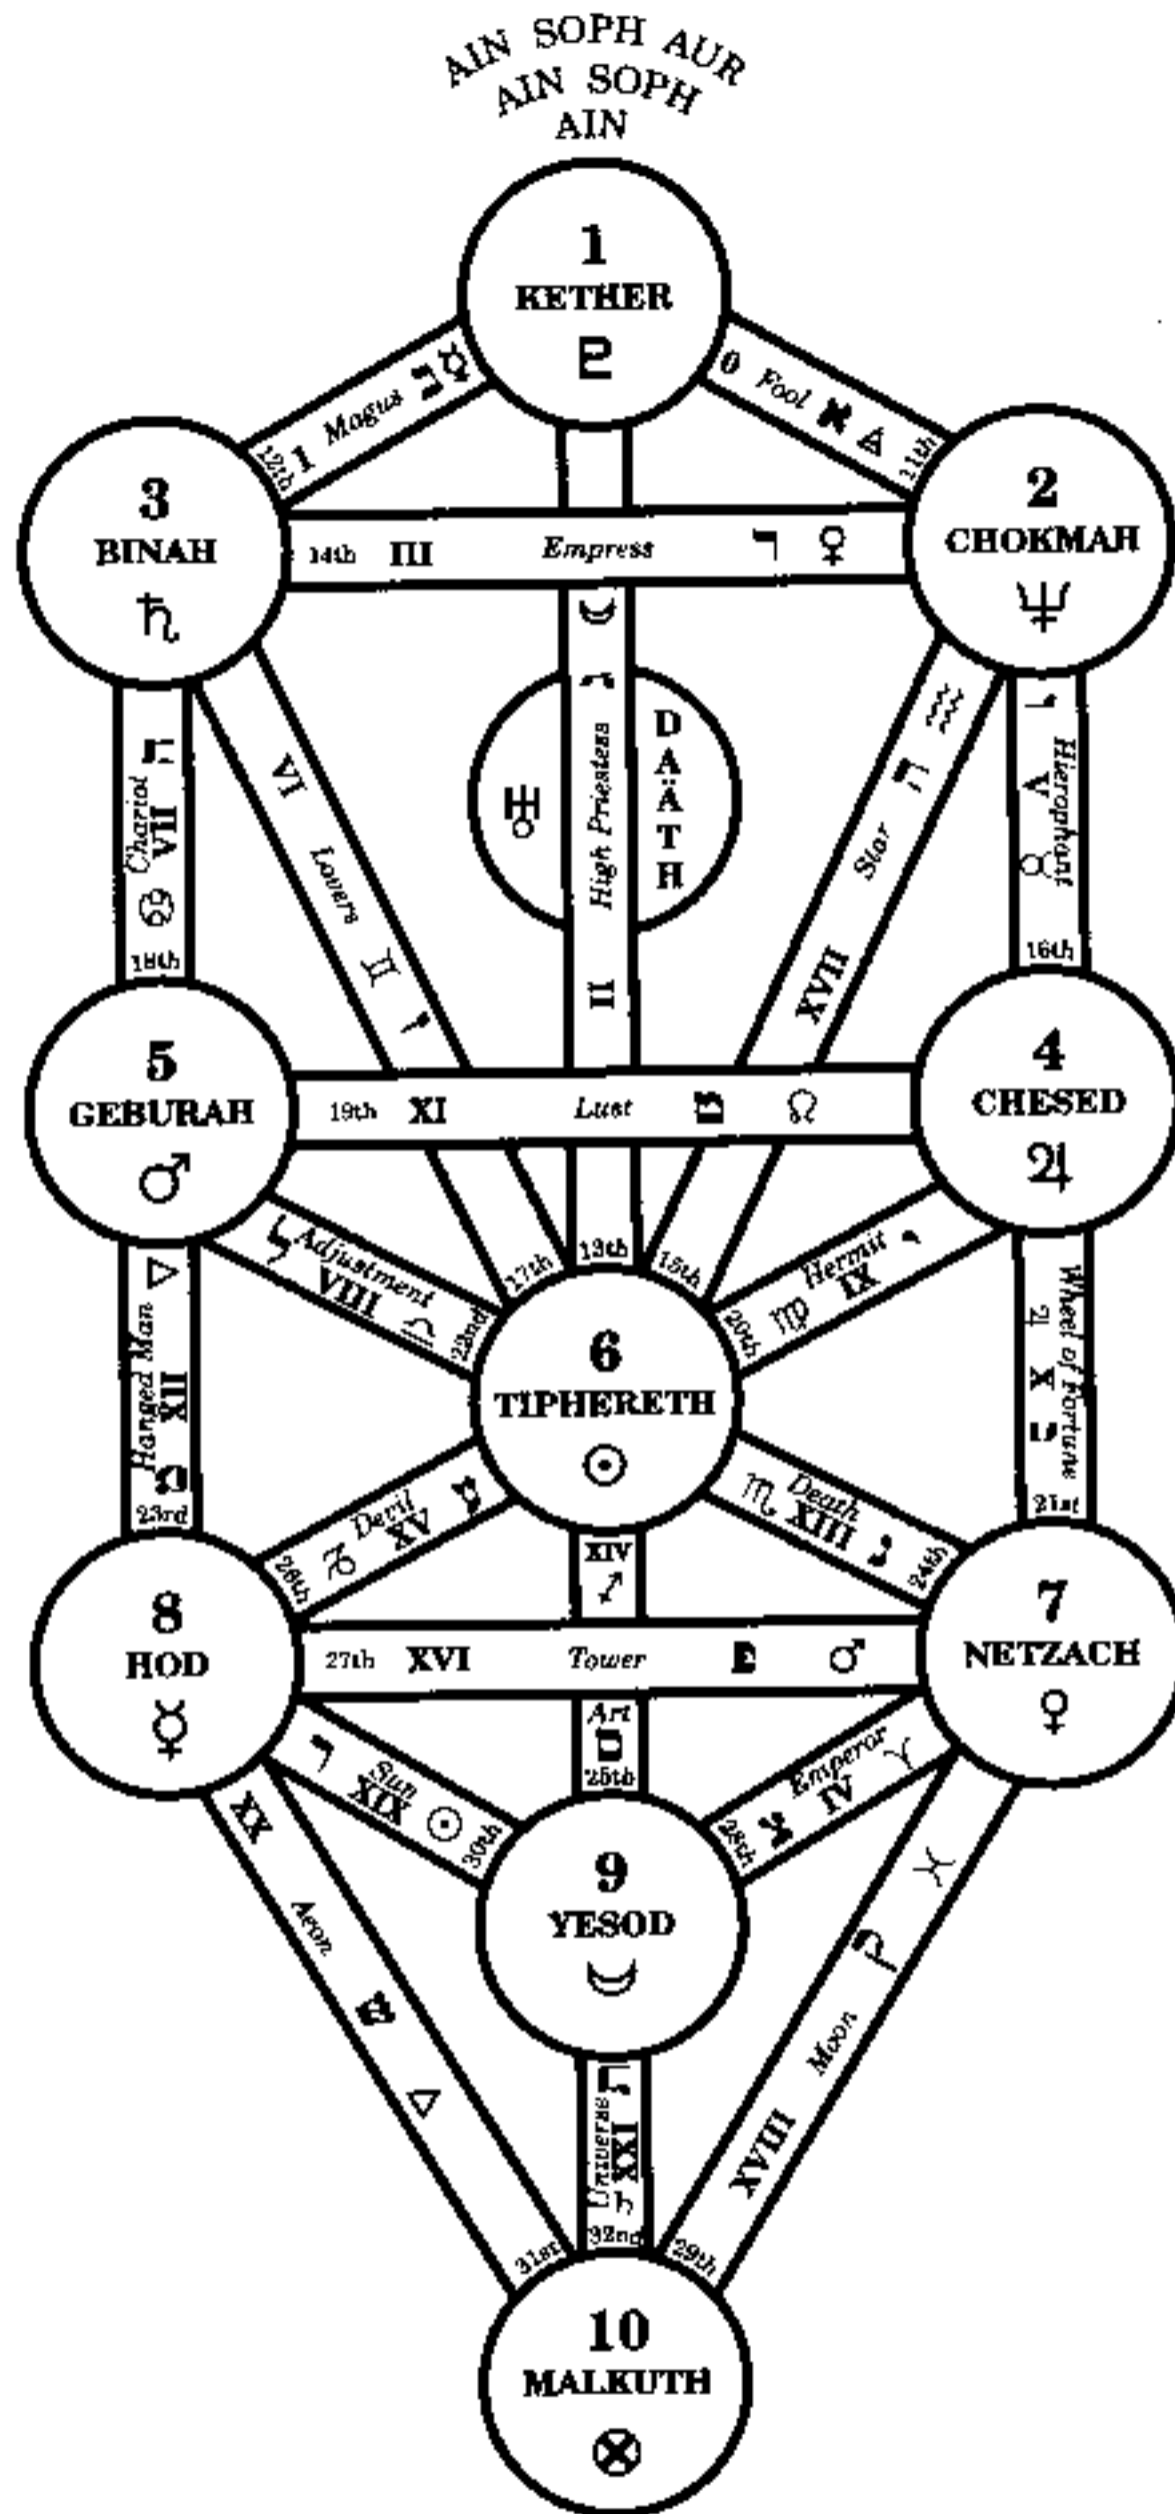 AIN SOPH AUR
AIN SOPH
AIN
1
KETHER
12th I Magus ב ☿
0 Fool א 🜁 11th
3
BINAH
♄
2
CHOKMAH
♆
14th III Empress ד ♀
☽ ג High Priestess II 13th
♅
DAÄTH
Chariot ח VII ♋ 18th
VI Lovers ♊ ז 17th
Star ה ♒ XVII 15th
ו V ♉ Hierophant 16th
5
GEBURAH
♂
4
CHESED
♃
19th XI Lust ט ☊
ל Adjustment VIII ♎ 22nd
Hermit י IX ♍ 20th
Hanged Man ▽ XII מ 23rd
6
TIPHERETH
☉
Wheel of Fortune ♃ X כ 21st
Devil XV ♑ ע 26th
Death ♏ XIII נ 24th
XIV ♐
8
HOD
☿
7
NETZACH
♀
27th XVI Tower פ ♂
Art
ס
25th
ר Sun XIX ☉ 30th
Emperor ♈ IV צ 28th
9
YESOD
☽
XX Aeon ש △ 31st
Moon ♓ ק XVIII 29th
Universe ת XXI ♄ 32nd
10
MALKUTH
⊗